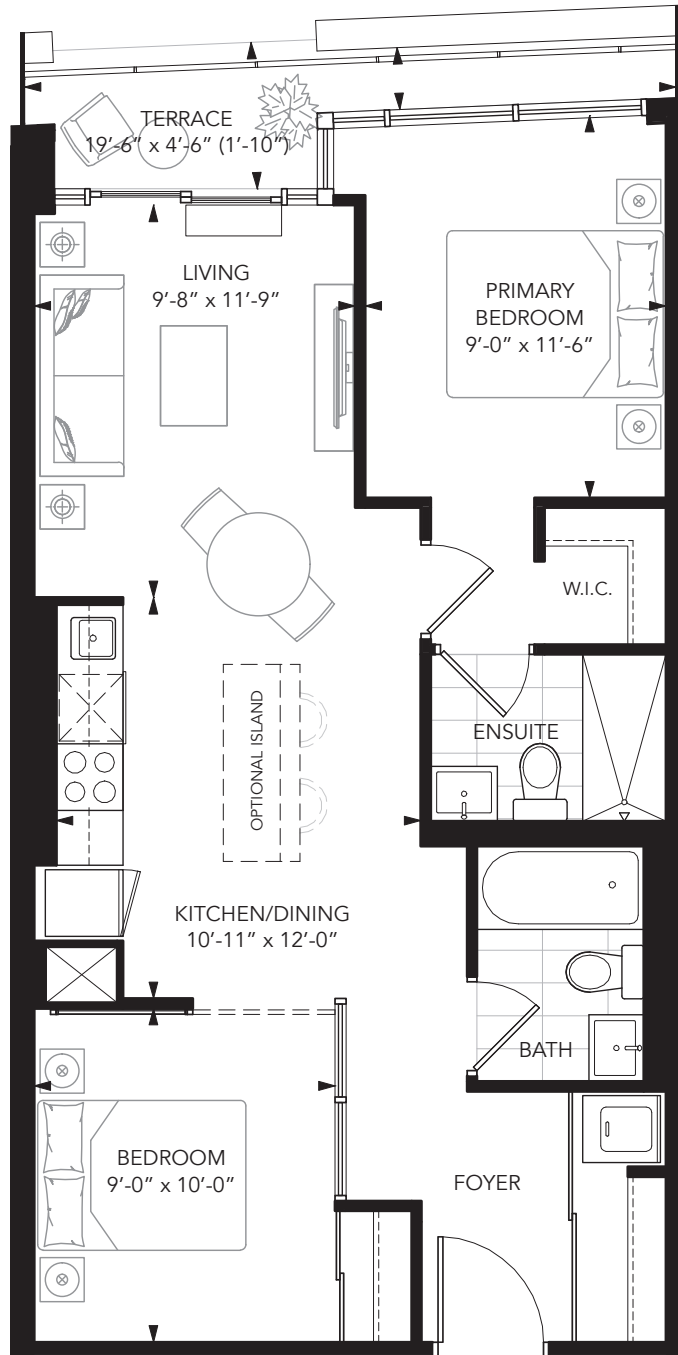 TERRACE
19'-6” x 4'-6” (1'-10”)
LIVING
9'-8” x 11'-9”
PRIMARY
BEDROOM
9'-0” x 11'-6”
W.I.C.
ENSUITE
OPTIONAL ISLAND
KITCHEN/DINING
10'-11” x 12'-0”
BATH
BEDROOM
9'-0” x 10'-0”
FOYER